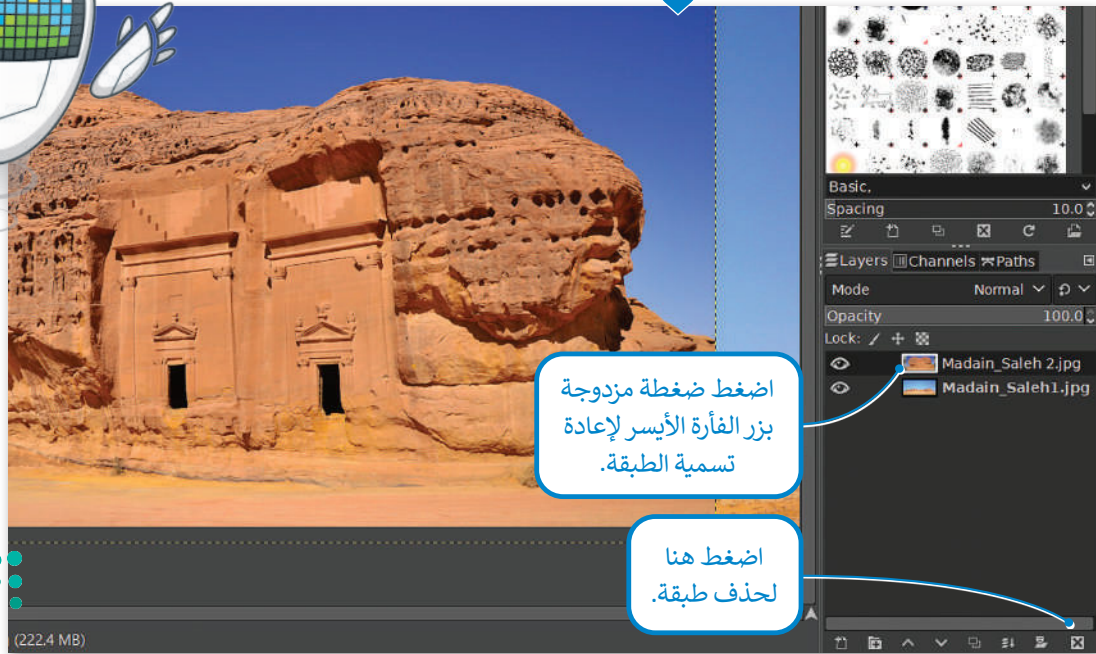 Basic,
Spacing 10.0
Layers Channels Paths
Mode Normal
Opacity 100.0
Lock:
Madain_Saleh 2.jpg
Madain_Saleh1.jpg
اضغط ضغطة مزدوجة
بزر الفأرة الأيسر لإعادة
تسمية الطبقة.
اضغط هنا
لحذف طبقة.
(222.4 MB)